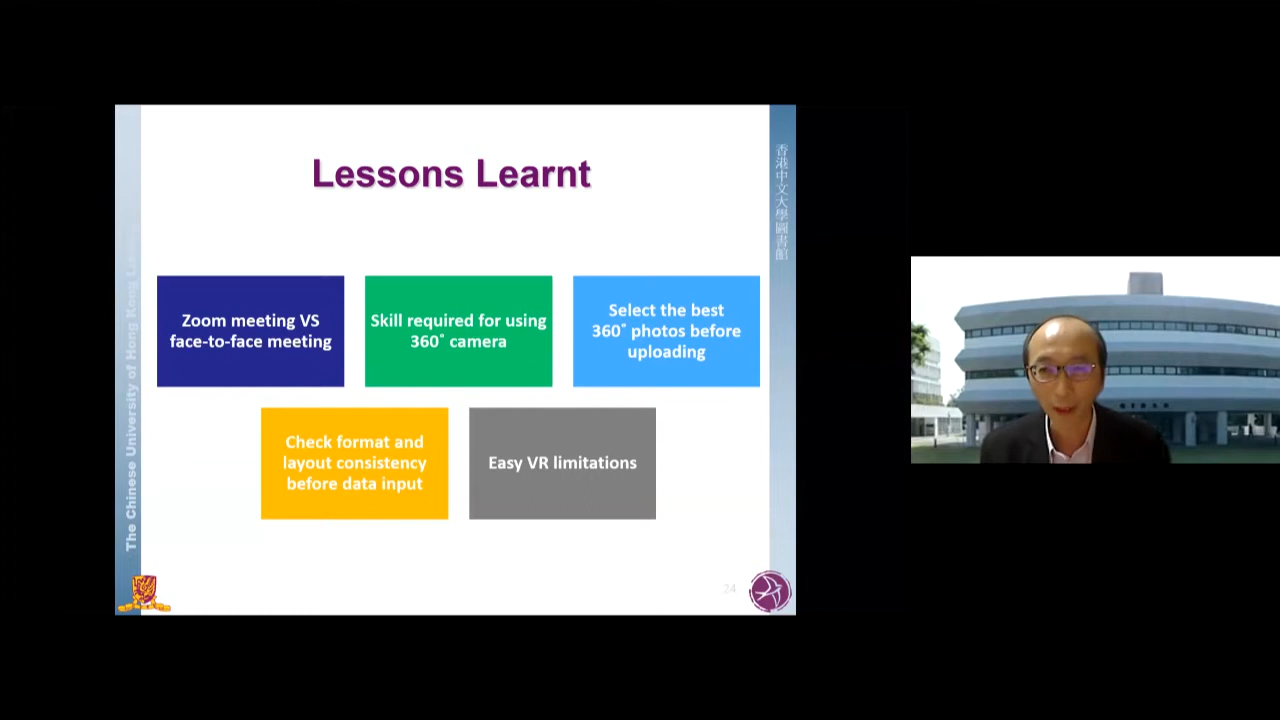 Lessons Learnt
香港中文大學圖書館
The Chinese University of Hong Kong
Zoom meeting VS
face-to-face meeting
Skill required for using
360° camera
Select the best
360° photos before
uploading
Check format and
layout consistency
before data input
Easy VR limitations
24